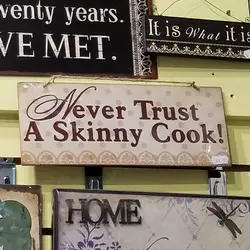 wenty years.
VE MET.
It is What it is
Never Trust
A Skinny Cook!
HOME